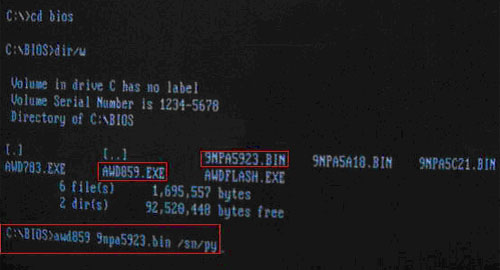 C:\>cd bios
C:\BIOS>dir/w
Volume in drive C has no label
Volume Serial Number is 1234-5678
Directory of C:\BIOS
[.] [..] 9NPA5923.BIN 9NPA5A18.BIN 9NPA5C21.BIN
AWD783.EXE AWD859.EXE AWDFLASH.EXE
6 file(s) 1,695,557 bytes
2 dir(s) 92,520,448 bytes free
C:\BIOS>awd859 9npa5923.bin /sn/py_